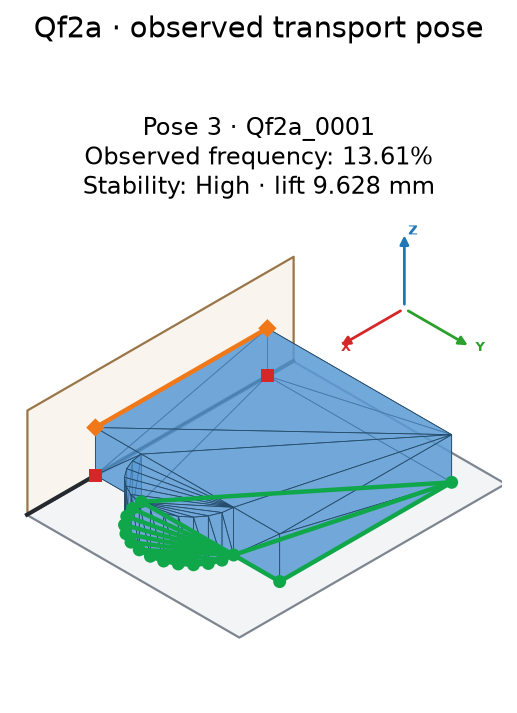 Qf2a · observed transport pose
Pose 3 · Qf2a_0001
Observed frequency: 13.61%
Stability: High · lift 9.628 mm
Z
X
Y